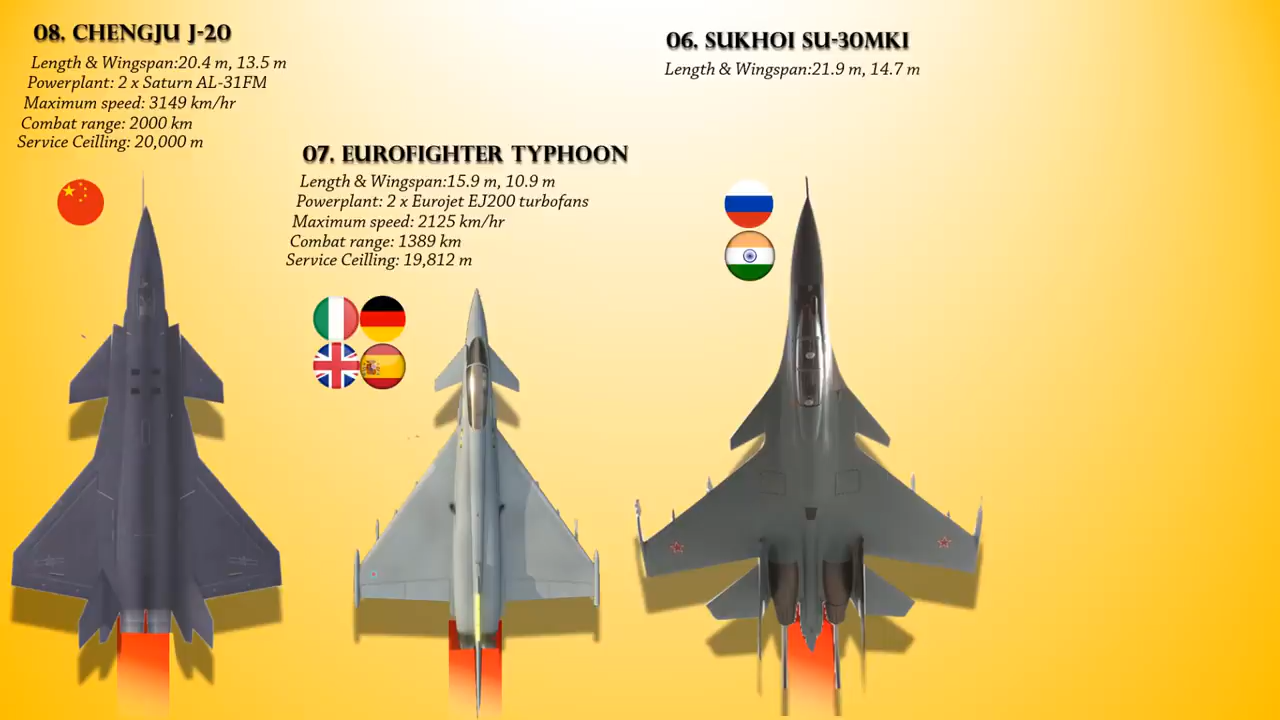 08. CHENGJU J-20
Length & Wingspan:20.4 m, 13.5 m
Powerplant: 2 x Saturn AL-31FM
Maximum speed: 3149 km/hr
Combat range: 2000 km
Service Ceilling: 20,000 m
07. EUROFIGHTER TYPHOON
Length & Wingspan:15.9 m, 10.9 m
Powerplant: 2 x Eurojet EJ200 turbofans
Maximum speed: 2125 km/hr
Combat range: 1389 km
Service Ceilling: 19,812 m
06. SUKHOI SU-30MKI
Length & Wingspan:21.9 m, 14.7 m